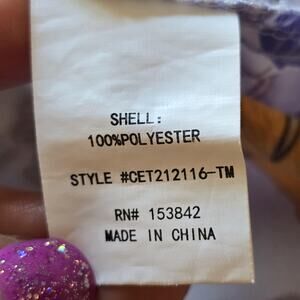 SHELL:
100%POLYESTER
STYLE #CET212116-TM
RN# 153842
MADE IN CHINA